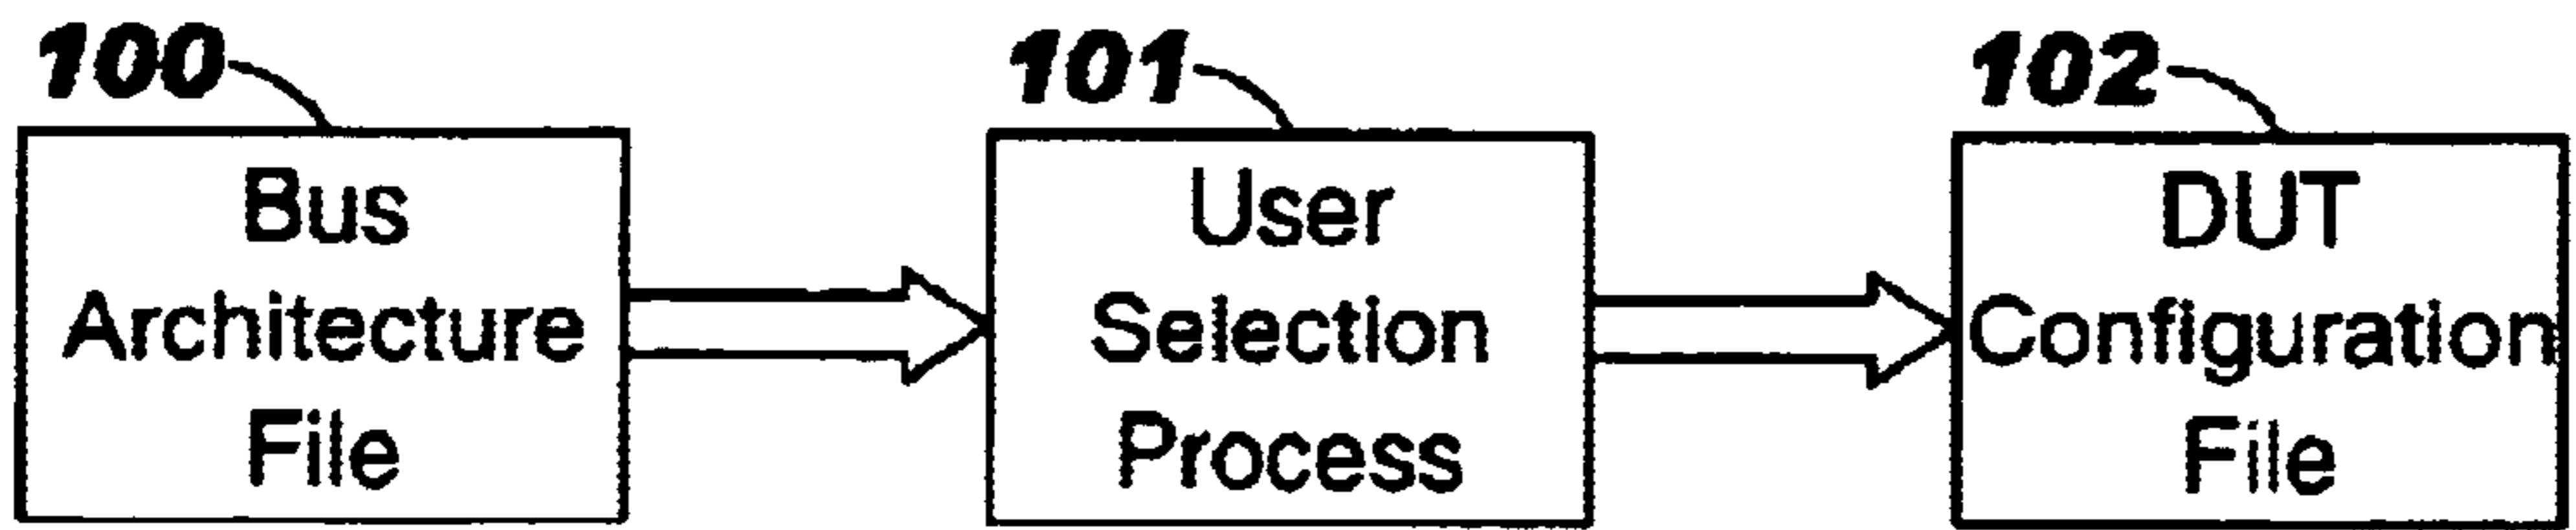 100
101
102
Bus
Architecture
File
User
Selection
Process
DUT
Configuration
File